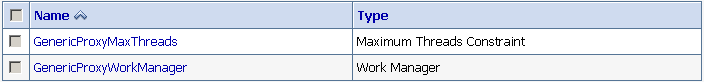 Name Type
GenericProxyMaxThreads Maximum Threads Constraint
GenericProxyWorkManager Work Manager